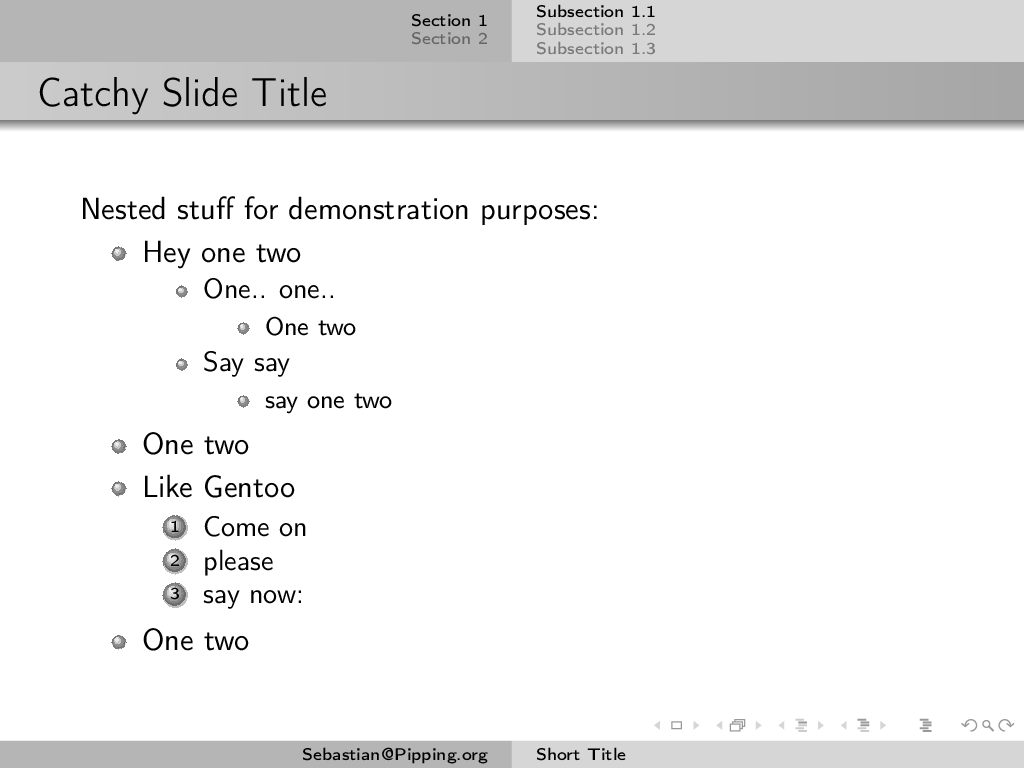 Section 1
Section 2
Subsection 1.1
Subsection 1.2
Subsection 1.3
Catchy Slide Title
Nested stuff for demonstration purposes:
Hey one two
One.. one..
One two
Say say
say one two
One two
Like Gentoo
1 Come on
2 please
3 say now:
One two
Sebastian@Pipping.org
Short Title